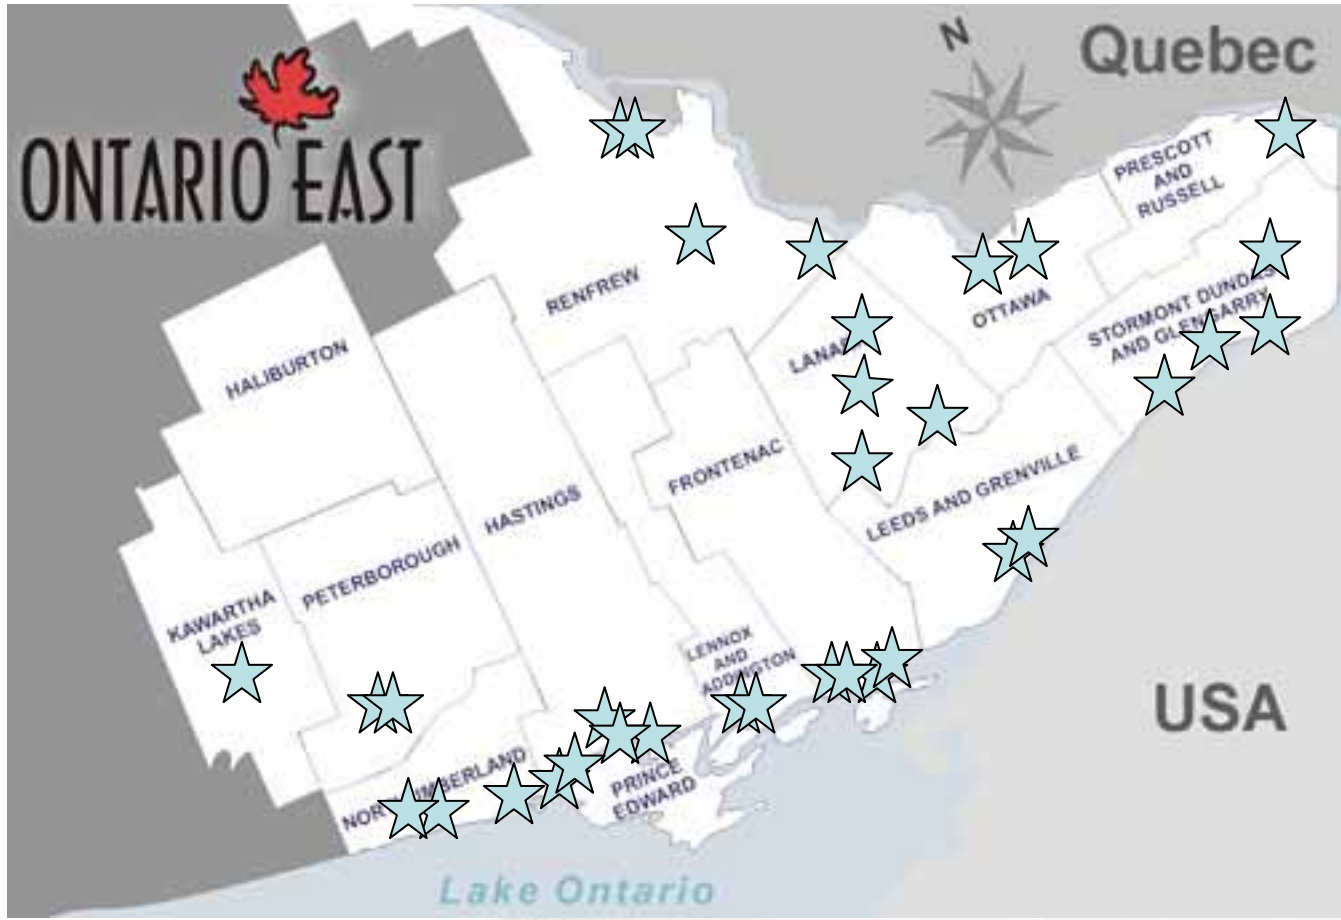 N
Quebec
ONTARIO EAST
PRESCOTT
AND
RUSSELL
RENFREW
OTTAWA
STORMONT DUNDAS
AND GLENGARRY
HALIBURTON
LANARK
FRONTENAC
HASTINGS
LEEDS AND GRENVILLE
PETERBOROUGH
KAWARTHA
LAKES
LENNOX
AND
ADDINGTON
USA
NORTHUMBERLAND
PRINCE
EDWARD
Lake Ontario